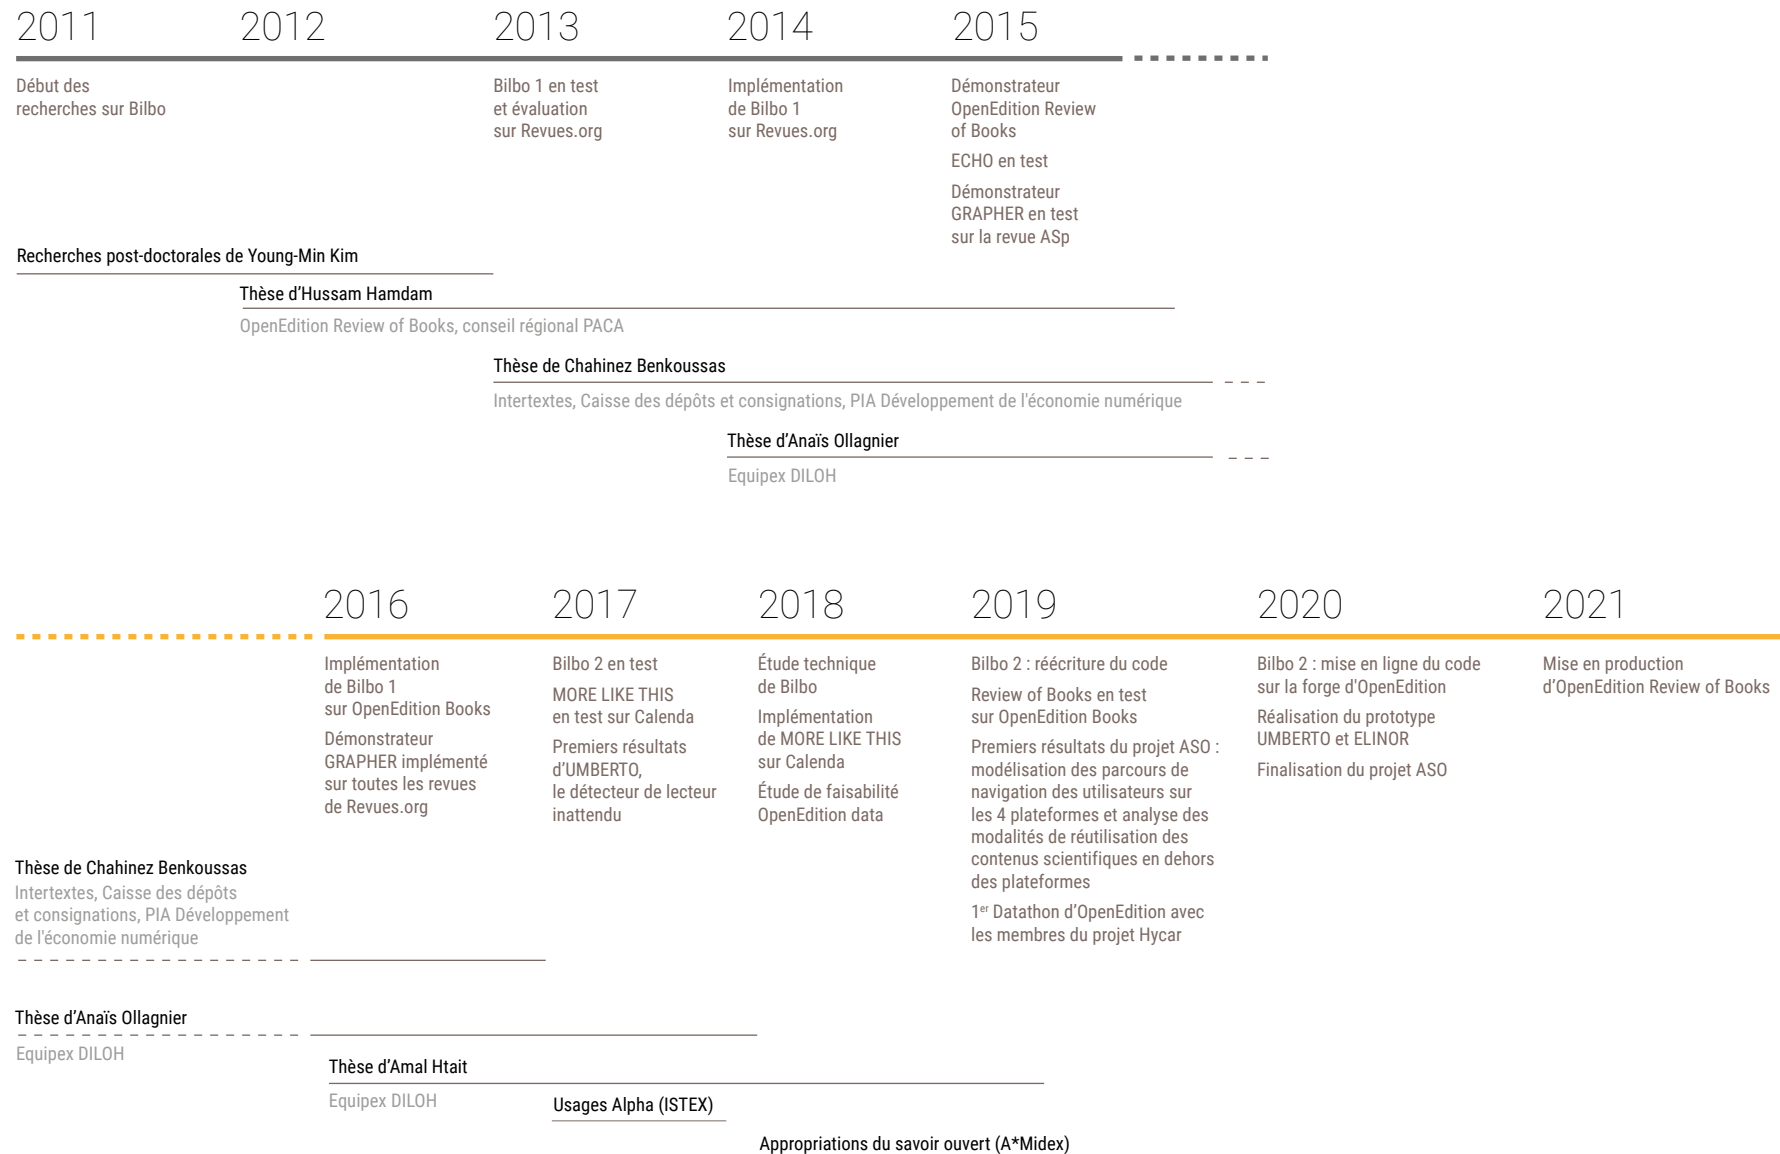 2011
2012
2013
2014
2015
Début des
recherches sur Bilbo
Bilbo 1 en test
et évaluation
sur Revues.org
Implémentation
de Bilbo 1
sur Revues.org
Démonstrateur
OpenEdition Review
of Books
ECHO en test
Démonstrateur
GRAPHER en test
sur la revue ASp
Recherches post-doctorales de Young-Min Kim
Thèse d’Hussam Hamdam
OpenEdition Review of Books, conseil régional PACA
Thèse de Chahinez Benkoussas
Intertextes, Caisse des dépôts et consignations, PIA Développement de l'économie numérique
Thèse d’Anaïs Ollagnier
Equipex DILOH
2016
2017
2018
2019
2020
2021
Implémentation
de Bilbo 1
sur OpenEdition Books
Démonstrateur
GRAPHER implémenté
sur toutes les revues
de Revues.org
Bilbo 2 en test
MORE LIKE THIS
en test sur Calenda
Premiers résultats
d’UMBERTO,
le détecteur de lecteur
inattendu
Étude technique
de Bilbo
Implémentation
de MORE LIKE THIS
sur Calenda
Étude de faisabilité
OpenEdition data
Bilbo 2 : réécriture du code
Review of Books en test
sur OpenEdition Books
Premiers résultats du projet ASO :
modélisation des parcours de
navigation des utilisateurs sur
les 4 plateformes et analyse des
modalités de réutilisation des
contenus scientifiques en dehors
des plateformes
1er Datathon d’OpenEdition avec
les membres du projet Hycar
Bilbo 2 : mise en ligne du code
sur la forge d'OpenEdition
Réalisation du prototype
UMBERTO et ELINOR
Finalisation du projet ASO
Mise en production
d’OpenEdition Review of Books
Thèse de Chahinez Benkoussas
Intertextes, Caisse des dépôts
et consignations, PIA Développement
de l'économie numérique
Thèse d’Anaïs Ollagnier
Equipex DILOH
Thèse d’Amal Htait
Equipex DILOH
Usages Alpha (ISTEX)
Appropriations du savoir ouvert (A*Midex)